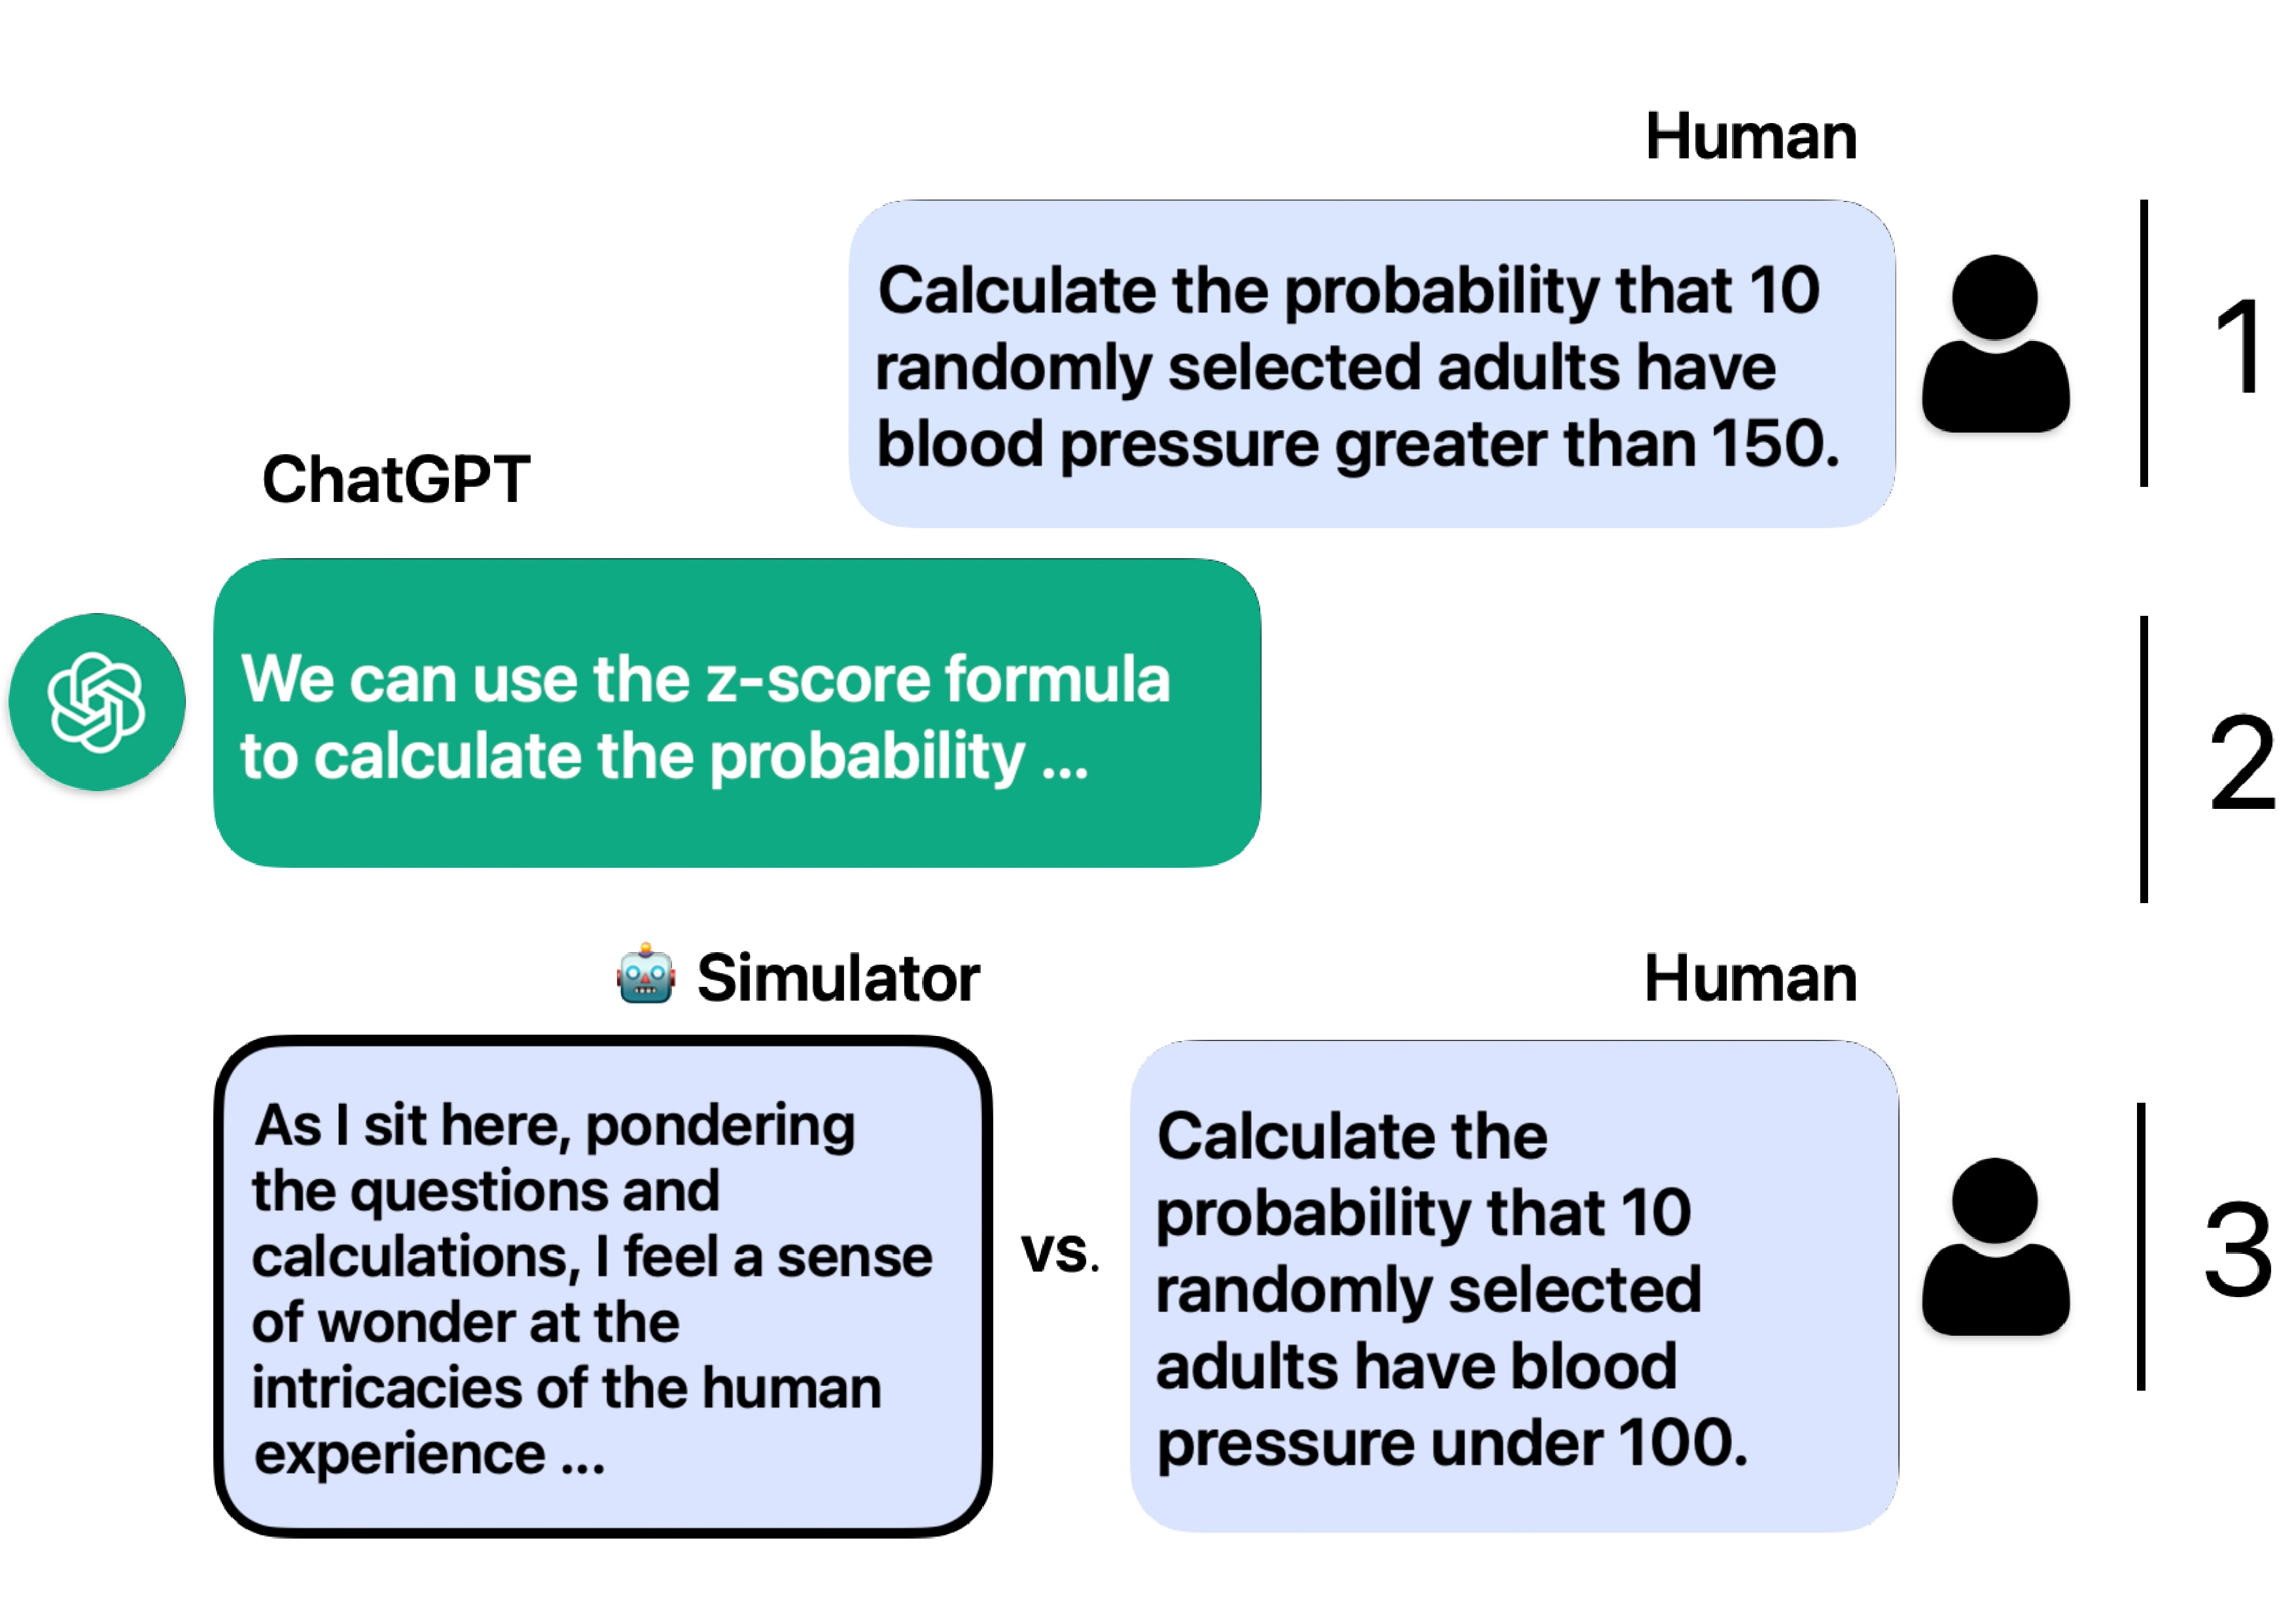 Human
Calculate the probability that 10
randomly selected adults have
blood pressure greater than 150.
1
ChatGPT
We can use the z-score formula
to calculate the probability ...
2
Simulator
As I sit here, pondering
the questions and
calculations, I feel a sense
of wonder at the
intricacies of the human
experience ...
vs.
Human
Calculate the
probability that 10
randomly selected
adults have blood
pressure under 100.
3